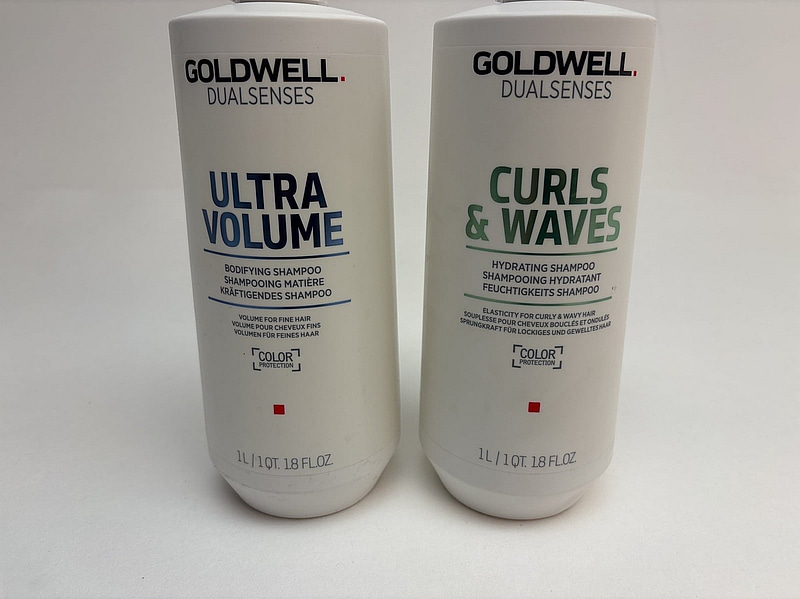 GOLDWELL.
DUALSENSES
ULTRA
VOLUME
BODIFYING SHAMPOO
SHAMPOOING MATIÈRE
KRÄFTIGENDES SHAMPOO
VOLUME FOR FINE HAIR
VOLUME POUR CHEVEUX FINS
VOLUMEN FÜR FEINES HAAR
COLOR
PROTECTION
1 L / 1 QT. 1.8 FL.OZ.
GOLDWELL.
DUALSENSES
CURLS
& WAVES
HYDRATING SHAMPOO
SHAMPOOING HYDRATANT
FEUCHTIGKEITS SHAMPOO
ELASTICITY FOR CURLY & WAVY HAIR
SOUPLESSE POUR CHEVEUX BOUCLÉS ET ONDULÉS
SPRUNGKRAFT FÜR LOCKIGES UND GEWELLTES HAAR
COLOR
PROTECTION
1 L / 1 QT. 1.8 FL.OZ.